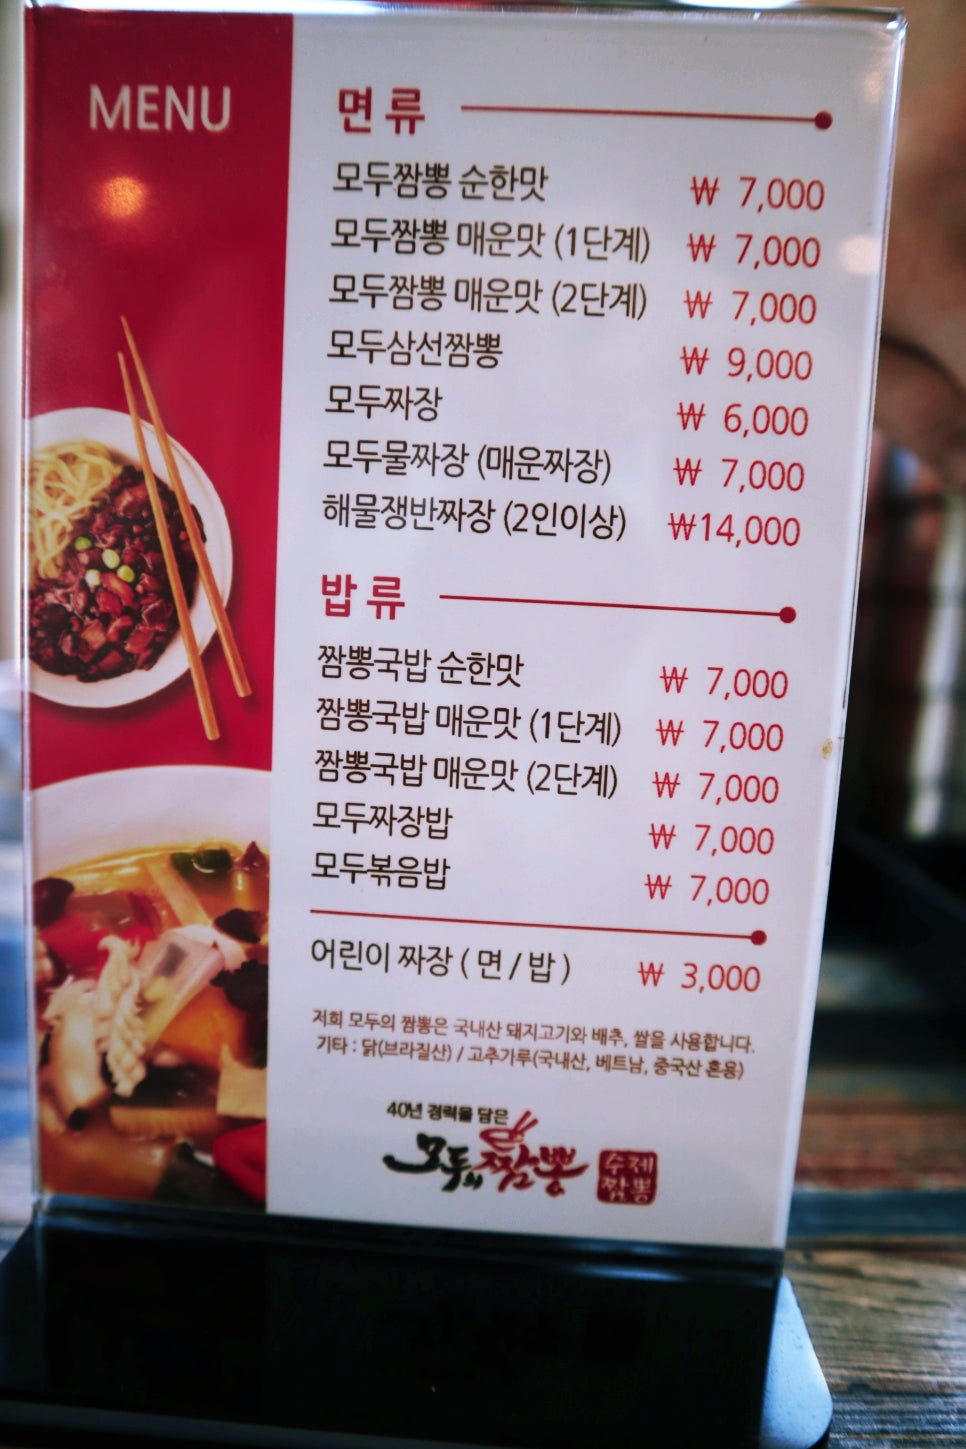 MENU
면류
모두짬뽕 순한맛 ₩ 7,000
모두짬뽕 매운맛 (1단계) ₩ 7,000
모두짬뽕 매운맛 (2단계) ₩ 7,000
모두삼선짬뽕 ₩ 9,000
모두짜장 ₩ 6,000
모두물짜장 (매운짜장) ₩ 7,000
해물쟁반짜장 (2인이상) ₩14,000
밥류
짬뽕국밥 순한맛 ₩ 7,000
짬뽕국밥 매운맛 (1단계) ₩ 7,000
짬뽕국밥 매운맛 (2단계) ₩ 7,000
모두짜장밥 ₩ 7,000
모두볶음밥 ₩ 7,000
어린이 짜장 ( 면 / 밥 ) ₩ 3,000
저희 모두의 짬뽕은 국내산 돼지고기와 배추, 쌀을 사용합니다.
기타 : 닭(브라질산) / 고추가루(국내산, 베트남, 중국산 혼용)
40년 경력을 담은
모두의짬뽕
수제
짬뽕